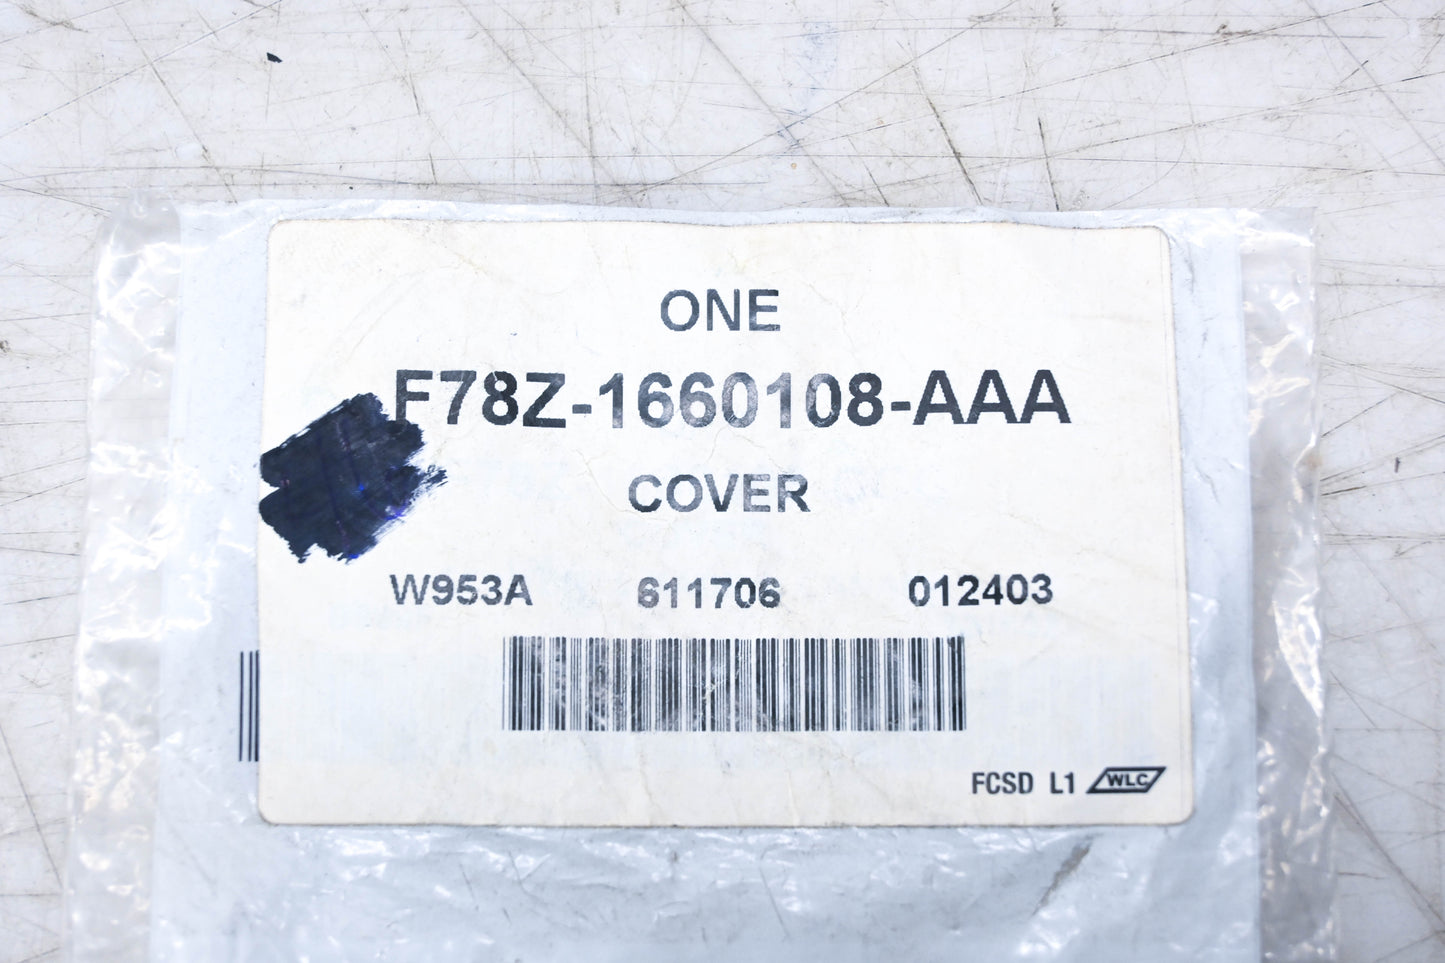 ONE
F78Z-1660108-AAA
COVER
W953A 611706 012403
FCSD L1 WLC